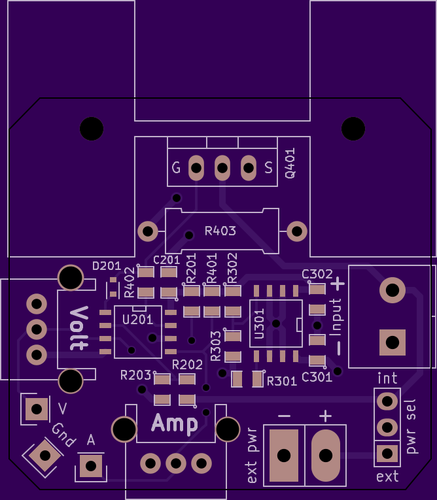 G S
Q401
R403
D201
R402
C201
R201
R401
R302
C302
+
Input
-
C301
Volt
U201
U301
R303
R203
R202
R301
Amp
V
Gnd
A
ext pwr
- +
int
pwr sel
ext